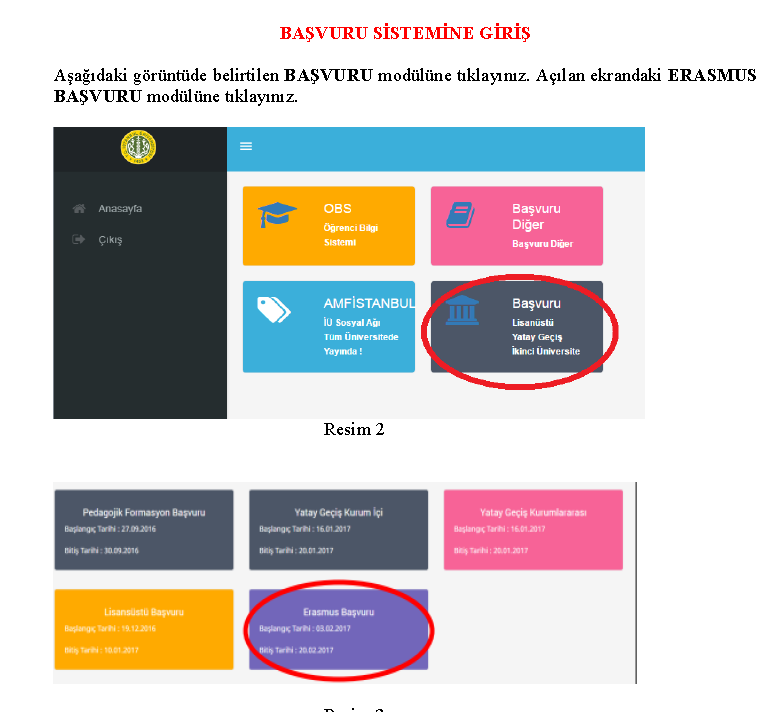 BAŞVURU SİSTEMİNE GİRİŞ
Aşağıdaki görüntüde belirtilen BAŞVURU modülüne tıklayınız. Açılan ekrandaki ERASMUS
BAŞVURU modülüne tıklayınız.
Anasayfa
Çıkış
OBS
Öğrenci Bilgi
Sistemi
Başvuru
Diğer
Başvuru Diğer
AMFİSTANBUL
İÜ Sosyal Ağı
Tüm Üniversitede
Yayında !
Başvuru
Lisanüstü
Yatay Geçiş
İkinci Üniversite
Resim 2
Pedagojik Formasyon Başvuru
Başlangıç Tarihi : 27.09.2016
Bitiş Tarihi : 30.09.2016
Yatay Geçiş Kurum İçi
Başlangıç Tarihi : 16.01.2017
Bitiş Tarihi : 20.01.2017
Yatay Geçiş Kurumlararası
Başlangıç Tarihi : 16.01.2017
Bitiş Tarihi : 20.01.2017
Lisansüstü Başvuru
Başlangıç Tarihi : 19.12.2016
Bitiş Tarihi : 10.01.2017
Erasmus Başvuru
Başlangıç Tarihi : 03.02.2017
Bitiş Tarihi : 20.02.2017